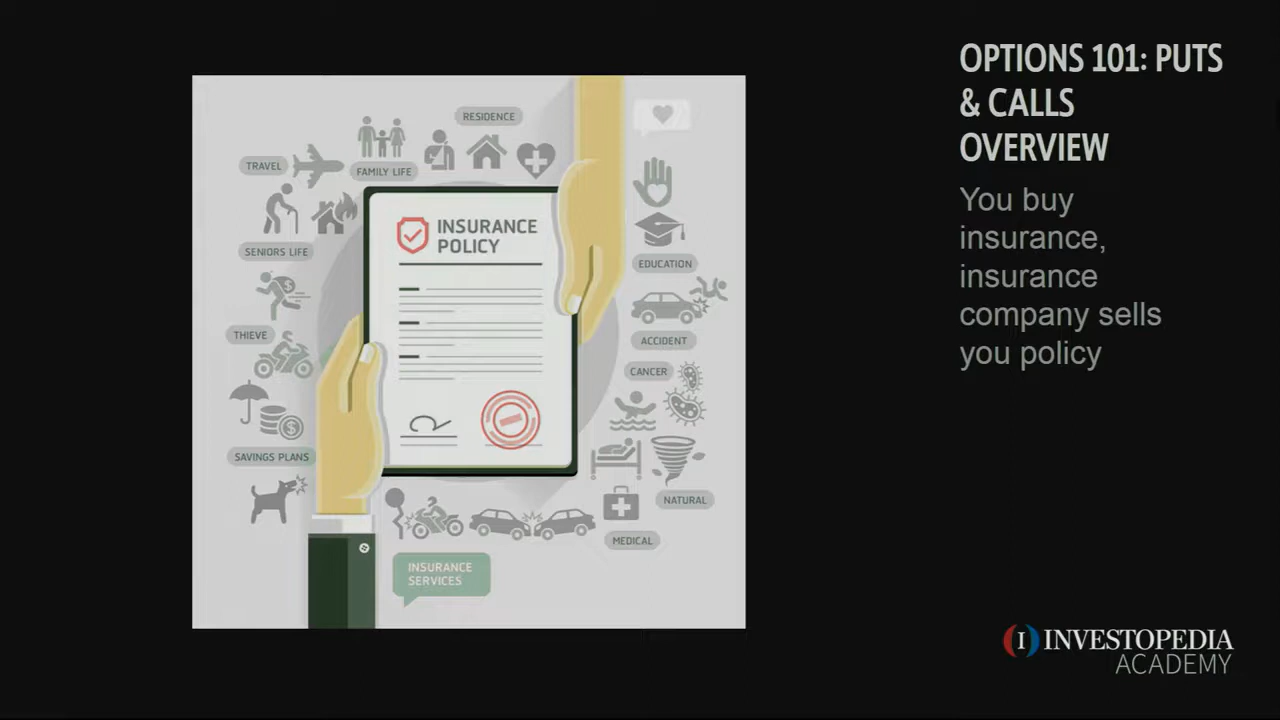 OPTIONS 101: PUTS
& CALLS
OVERVIEW
You buy
insurance,
insurance
company sells
you policy
RESIDENCE
TRAVEL
FAMILY LIFE
INSURANCE
POLICY
SENIORS LIFE
EDUCATION
THIEVE
ACCIDENT
CANCER
SAVINGS PLANS
NATURAL
MEDICAL
INSURANCE
SERVICES
INVESTOPEDIA
ACADEMY